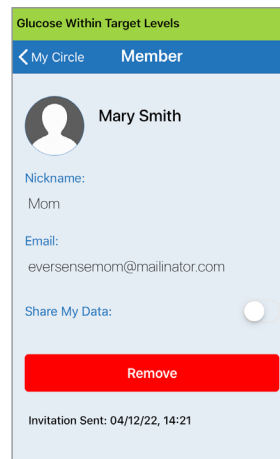 Glucose Within Target Levels
My Circle Member
Mary Smith
Nickname:
Mom
Email:
eversensemom@mailinator.com
Share My Data:
Remove
Invitation Sent: 04/12/22, 14:21